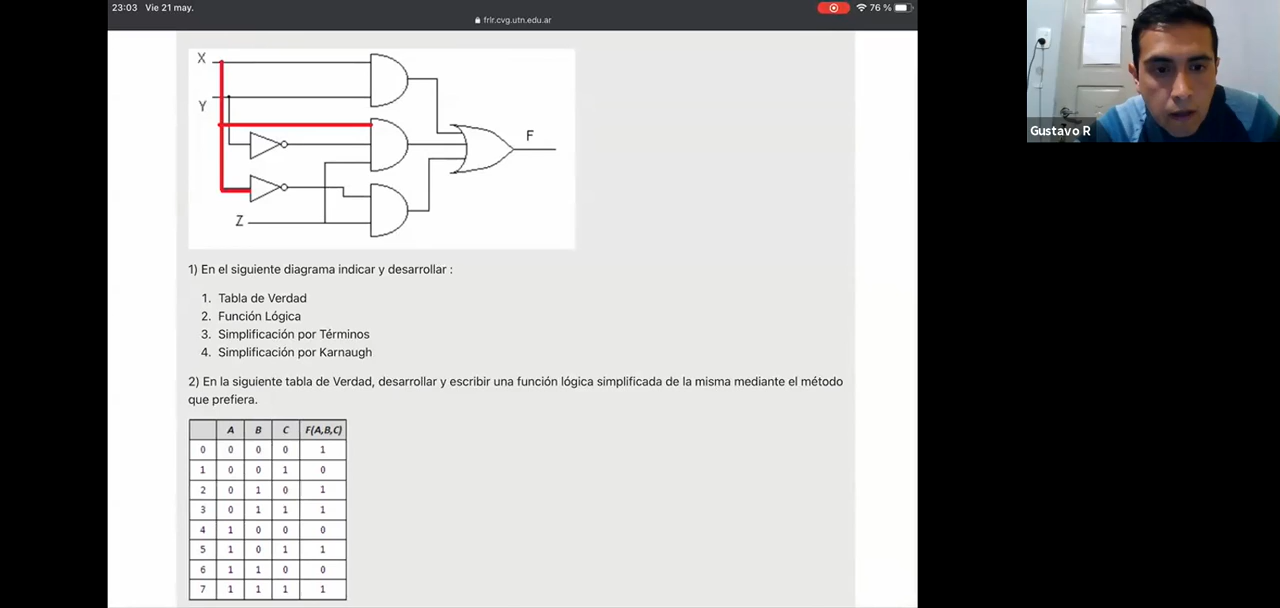 23:03 Vie 21 may.
76 %
frlr.cvg.utn.edu.ar
X
Y
F
Z
1) En el siguiente diagrama indicar y desarrollar :
1. Tabla de Verdad
2. Función Lógica
3. Simplificación por Términos
4. Simplificación por Karnaugh
2) En la siguiente tabla de Verdad, desarrollar y escribir una función lógica simplificada de la misma mediante el método
que prefiera.
A B C F(A,B,C)
0 0 0 0 1
1 0 0 1 0
2 0 1 0 1
3 0 1 1 1
4 1 0 0 0
5 1 0 1 1
6 1 1 0 0
7 1 1 1 1
Gustavo R